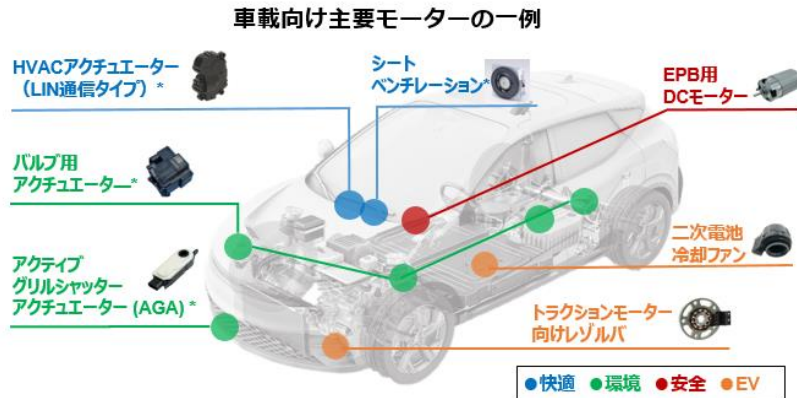 車載向け主要モーターの一例
HVACアクチュエーター
（LIN通信タイプ）*
シート
ベンチレーション*
EPB用
DCモーター
バルブ用
アクチュエーター*
アクティブ
グリルシャッター
アクチュエーター (AGA) *
二次電池
冷却ファン
トラクションモーター
向けレゾルバ
●快適 ●環境 ●安全 ●EV